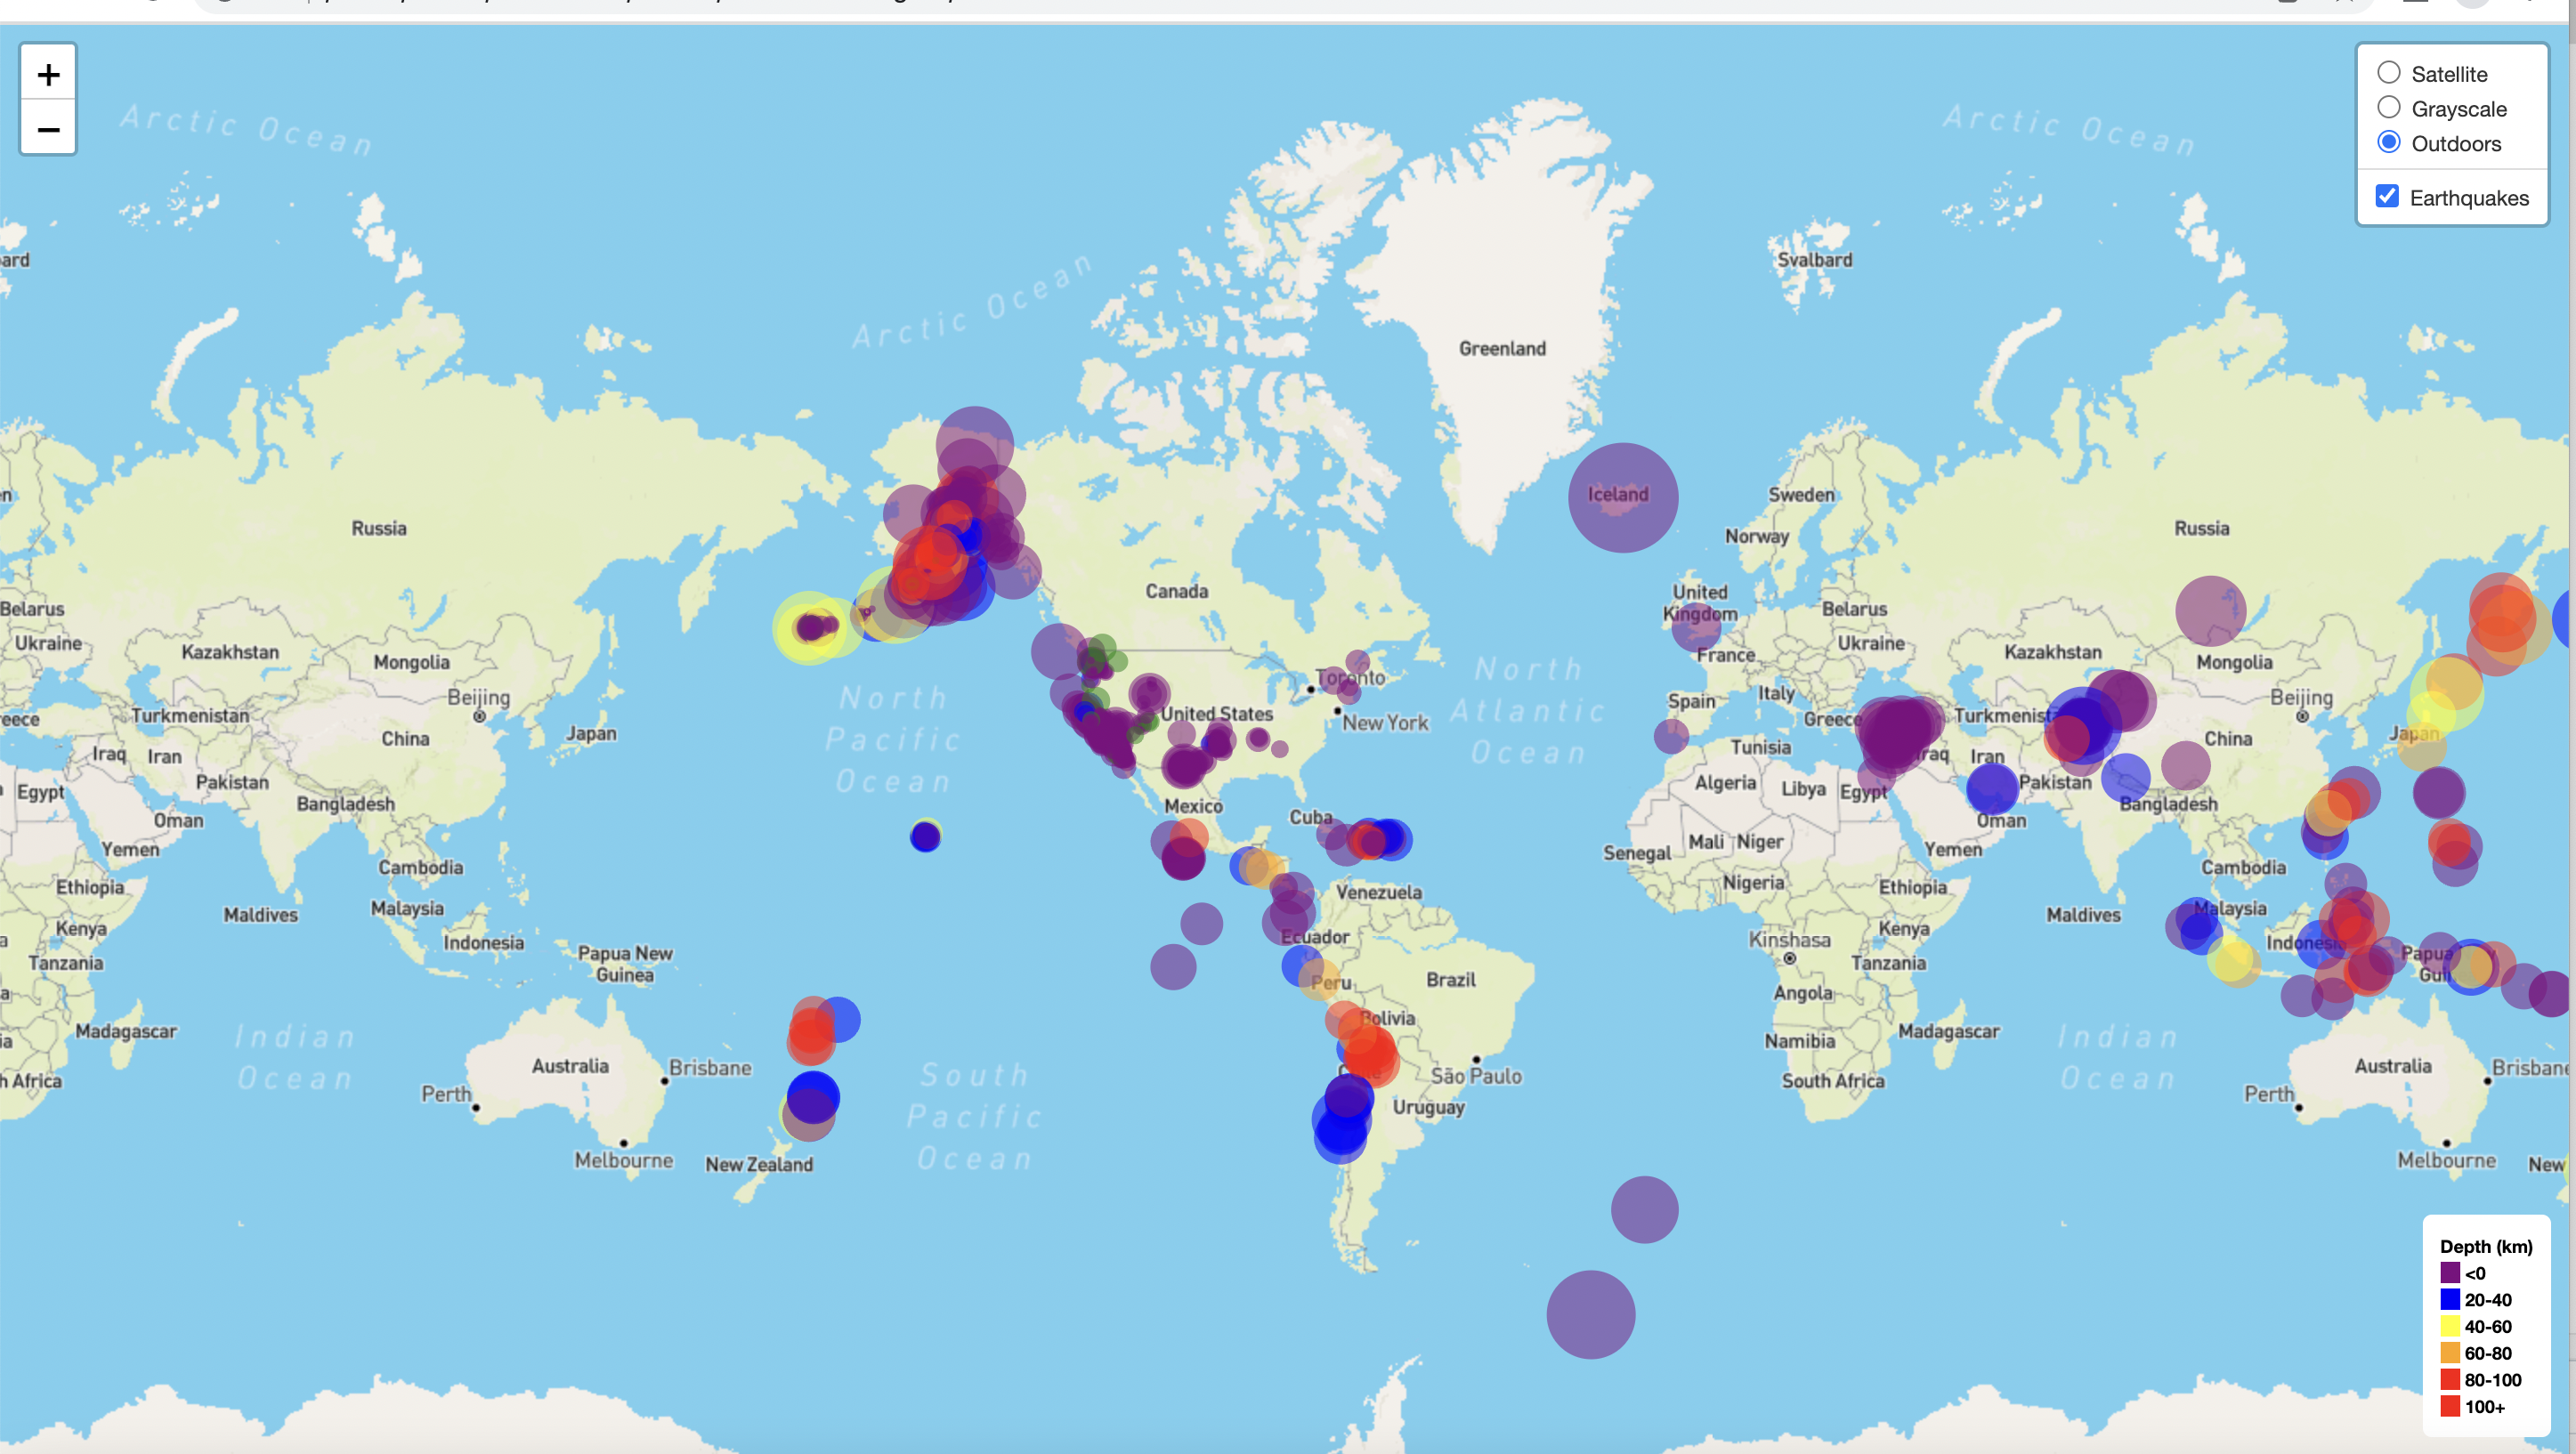 +
−
Satellite
Grayscale
Outdoors
Earthquakes
Arctic Ocean
Arctic Ocean
Arctic Ocean
ard
Svalbard
Greenland
Iceland
Sweden
Russia
Norway
Russia
Canada
United
Kingdom
Belarus
Belarus
Ukraine
Ukraine
France
Kazakhstan
Mongolia
Kazakhstan
Mongolia
Toronto
North
Atlantic
Ocean
Beijing
Beijing
Spain
Italy
North
Pacific
Ocean
reece
Turkmenistan
United States
New York
Greece
Turkmenist
Japan
China
Japan
China
Iraq
Iran
Tunisia
raq
Iran
Pakistan
Algeria
Libya
Egypt
Pakistan
Egypt
Bangladesh
Mexico
Bangladesh
Oman
Cuba
Oman
Yemen
Mali
Niger
Senegal
Yemen
Cambodia
Cambodia
Ethiopia
Venezuela
Nigeria
Ethiopia
Maldives
Malaysia
Maldives
Malaysia
Kenya
Kenya
Indonesia
Ecuador
Kinshasa
Indonesia
Papua New
Guinea
Papua
Gui
Tanzania
Tanzania
Peru
Brazil
Angola
Bolivia
Madagascar
Madagascar
Indian
Ocean
Namibia
Indian
Ocean
Australia
Brisbane
South
Pacific
Ocean
São Paulo
Australia
Brisbane
h Africa
South Africa
Perth
Uruguay
Perth
Melbourne
New Zealand
Melbourne
New
Depth (km)
<0
20-40
40-60
60-80
80-100
100+